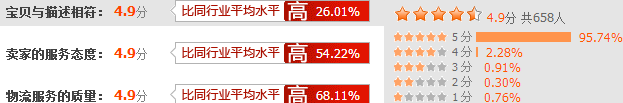 宝贝与描述相符: 4.9分 比同行业平均水平 高 26.01%
卖家的服务态度: 4.9分 比同行业平均水平 高 54.22%
物流服务的质量: 4.9分 比同行业平均水平 高 68.11%
4.9分 共658人
5分 95.74%
4分 2.28%
3分 0.91%
2分 0.30%
1分 0.76%